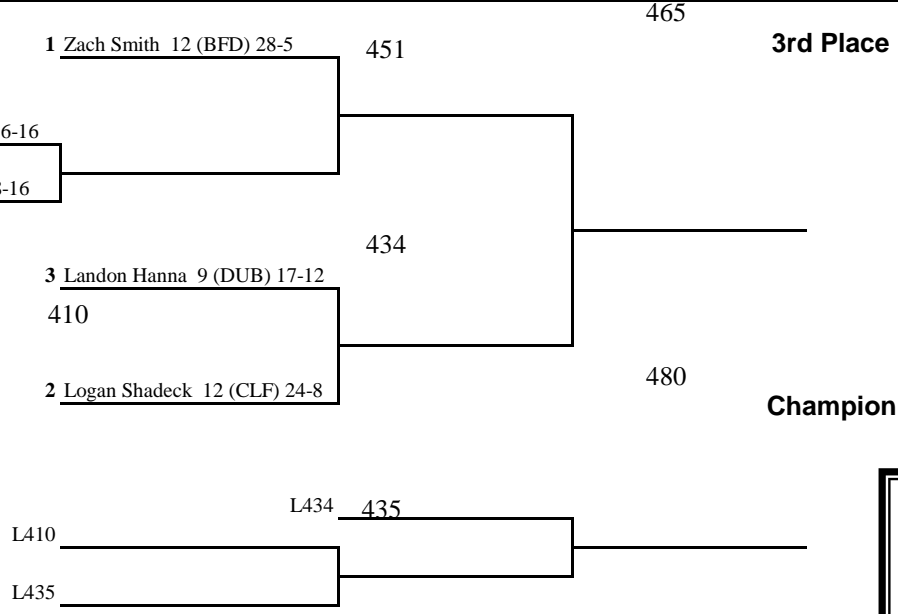 465
1 Zach Smith 12 (BFD) 28-5
451
3rd Place
6-16
-16
434
3 Landon Hanna 9 (DUB) 17-12
410
480
2 Logan Shadeck 12 (CLF) 24-8
Champion
L434
435
L410
L435